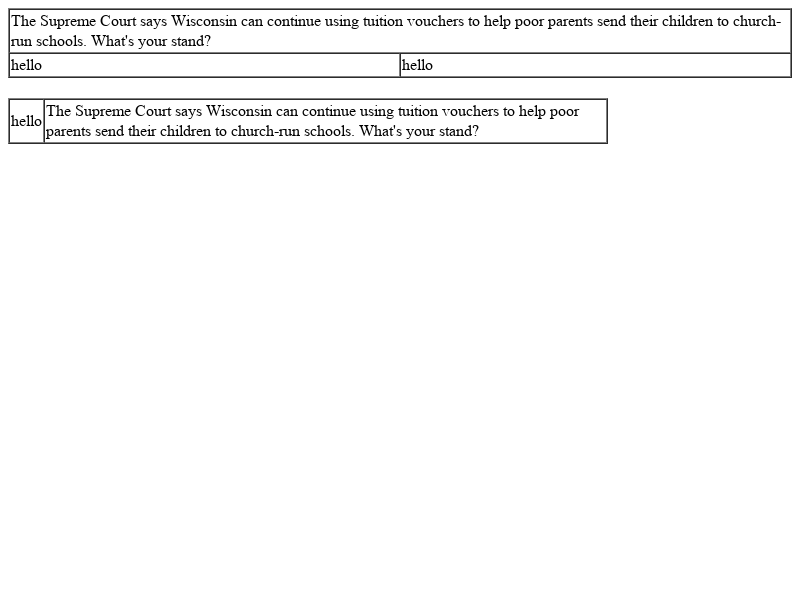 The Supreme Court says Wisconsin can continue using tuition vouchers to help poor parents send their children to church-
run schools. What's your stand?
hello hello
hello
The Supreme Court says Wisconsin can continue using tuition vouchers to help poor
parents send their children to church-run schools. What's your stand?